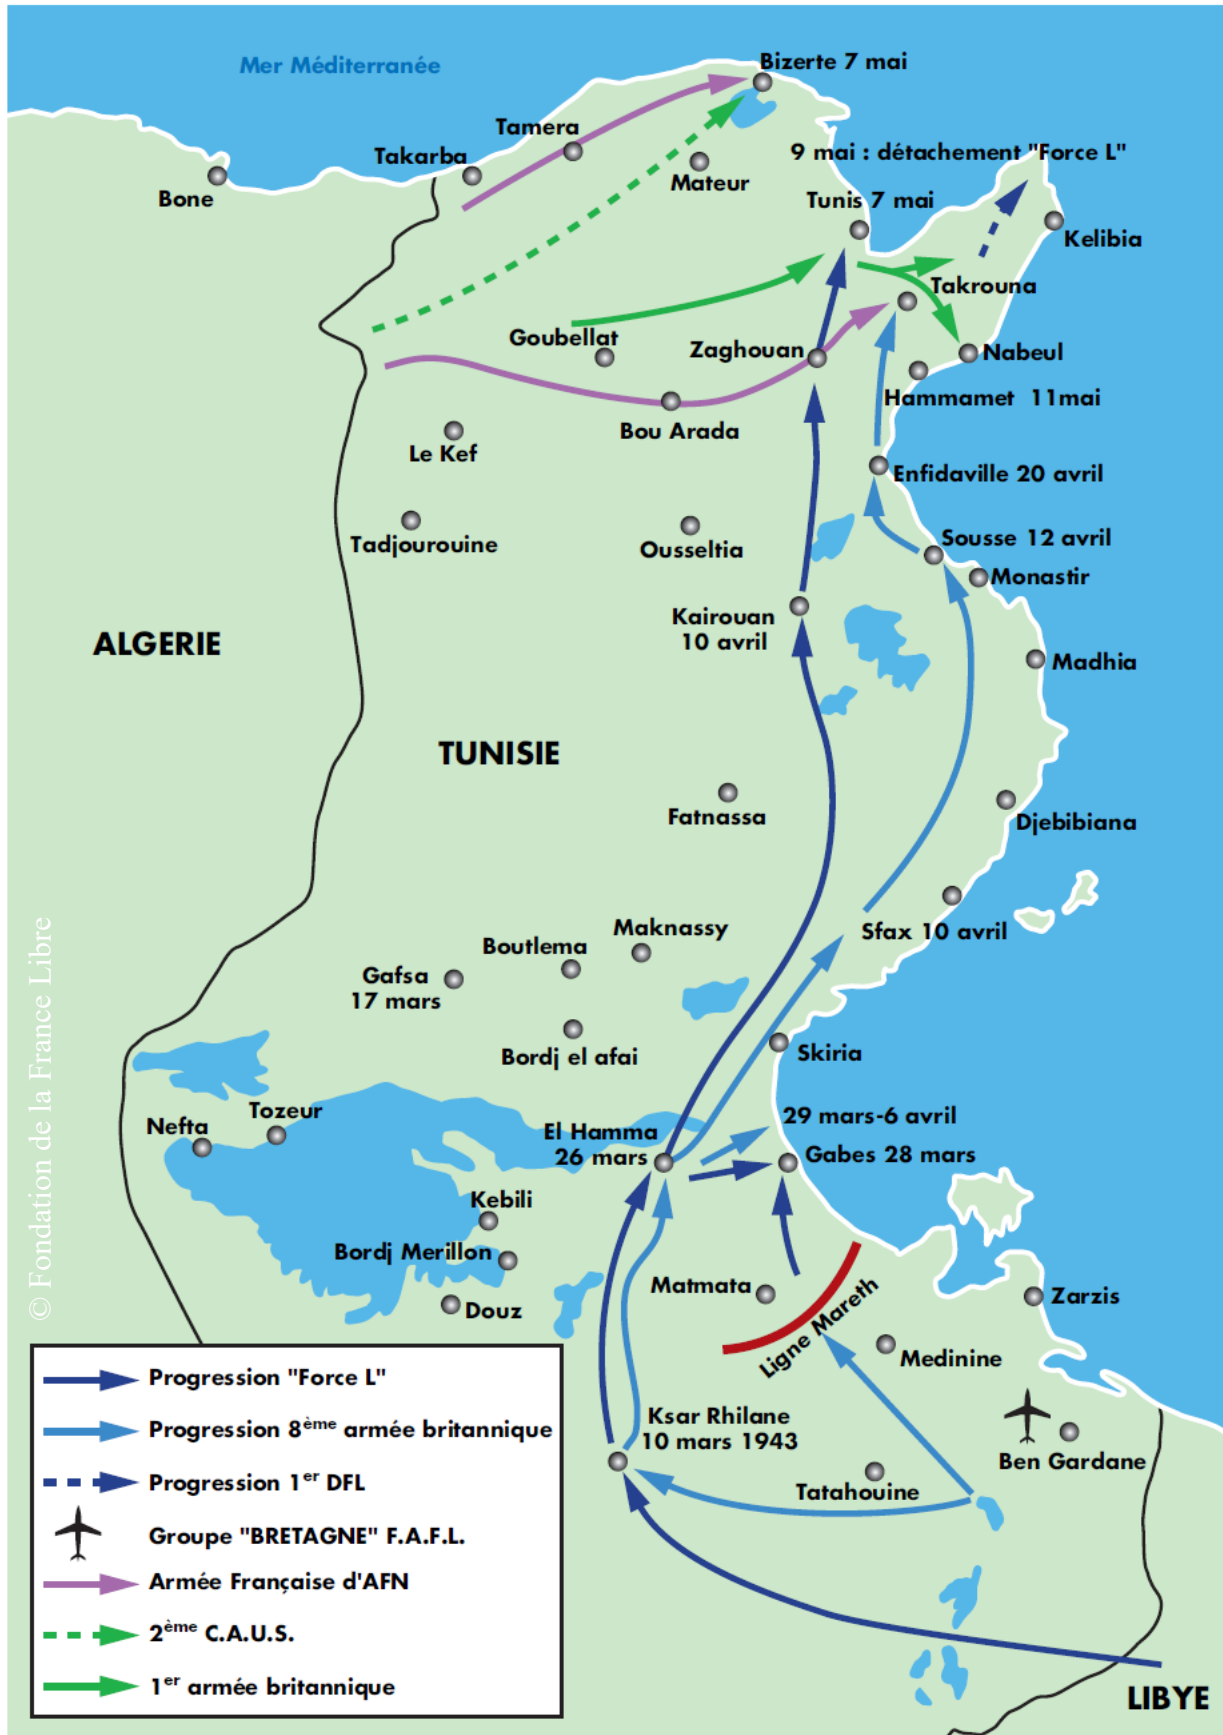 Mer Méditerranée
Bizerte 7 mai
Tamera
Takarba
Bone
Mateur
9 mai : détachement "Force L"
Tunis 7 mai
Kelibia
Takrouna
Goubellat
Zaghouan
Nabeul
Hammamet 11mai
Bou Arada
Le Kef
Enfidaville 20 avril
Tadjourouine
Ousseltia
Sousse 12 avril
Monastir
Kairouan
10 avril
ALGERIE
Madhia
TUNISIE
Fatnassa
Djebibiana
Maknassy
Sfax 10 avril
Boutlema
Gafsa
17 mars
Bordj el afai
Skiria
Tozeur
Nefta
El Hamma
26 mars
29 mars-6 avril
Gabes 28 mars
Kebili
Bordj Merillon
Douz
Matmata
Ligne Mareth
Zarzis
Medinine
Ksar Rhilane
10 mars 1943
Ben Gardane
Tatahouine
LIBYE
© Fondation de la France Libre
Progression "Force L"
Progression 8ème armée britannique
Progression 1er DFL
Groupe "BRETAGNE" F.A.F.L.
Armée Française d'AFN
2ème C.A.U.S.
1er armée britannique